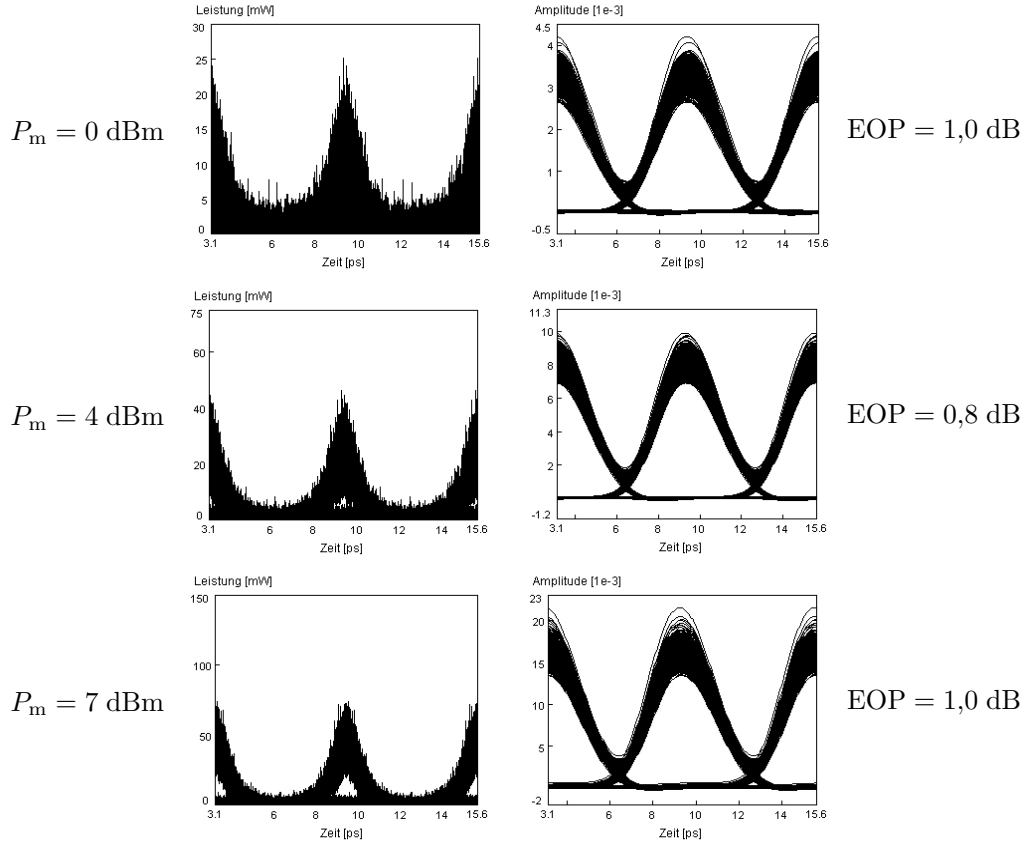 Leistung [mW]
30
25
20
15
10
5
0
3.1 6 8 10 12 14 15.6
Zeit [ps]
Amplitude [1e-3]
4.5
4
3
2
1
-0.5
3.1 6 8 10 12 14 15.6
Zeit [ps]
Pm = 0 dBm
EOP = 1,0 dB
Leistung [mW]
75
60
40
20
0
3.1 6 8 10 12 14 15.6
Zeit [ps]
Amplitude [1e-3]
11.3
10
8
6
4
2
-1.2
3.1 6 8 10 12 14 15.6
Zeit [ps]
Pm = 4 dBm
EOP = 0,8 dB
Leistung [mW]
150
100
50
0
3.1 6 8 10 12 14 15.6
Zeit [ps]
Amplitude [1e-3]
23
20
15
10
5
-2
3.1 6 8 10 12 14 15.6
Zeit [ps]
Pm = 7 dBm
EOP = 1,0 dB